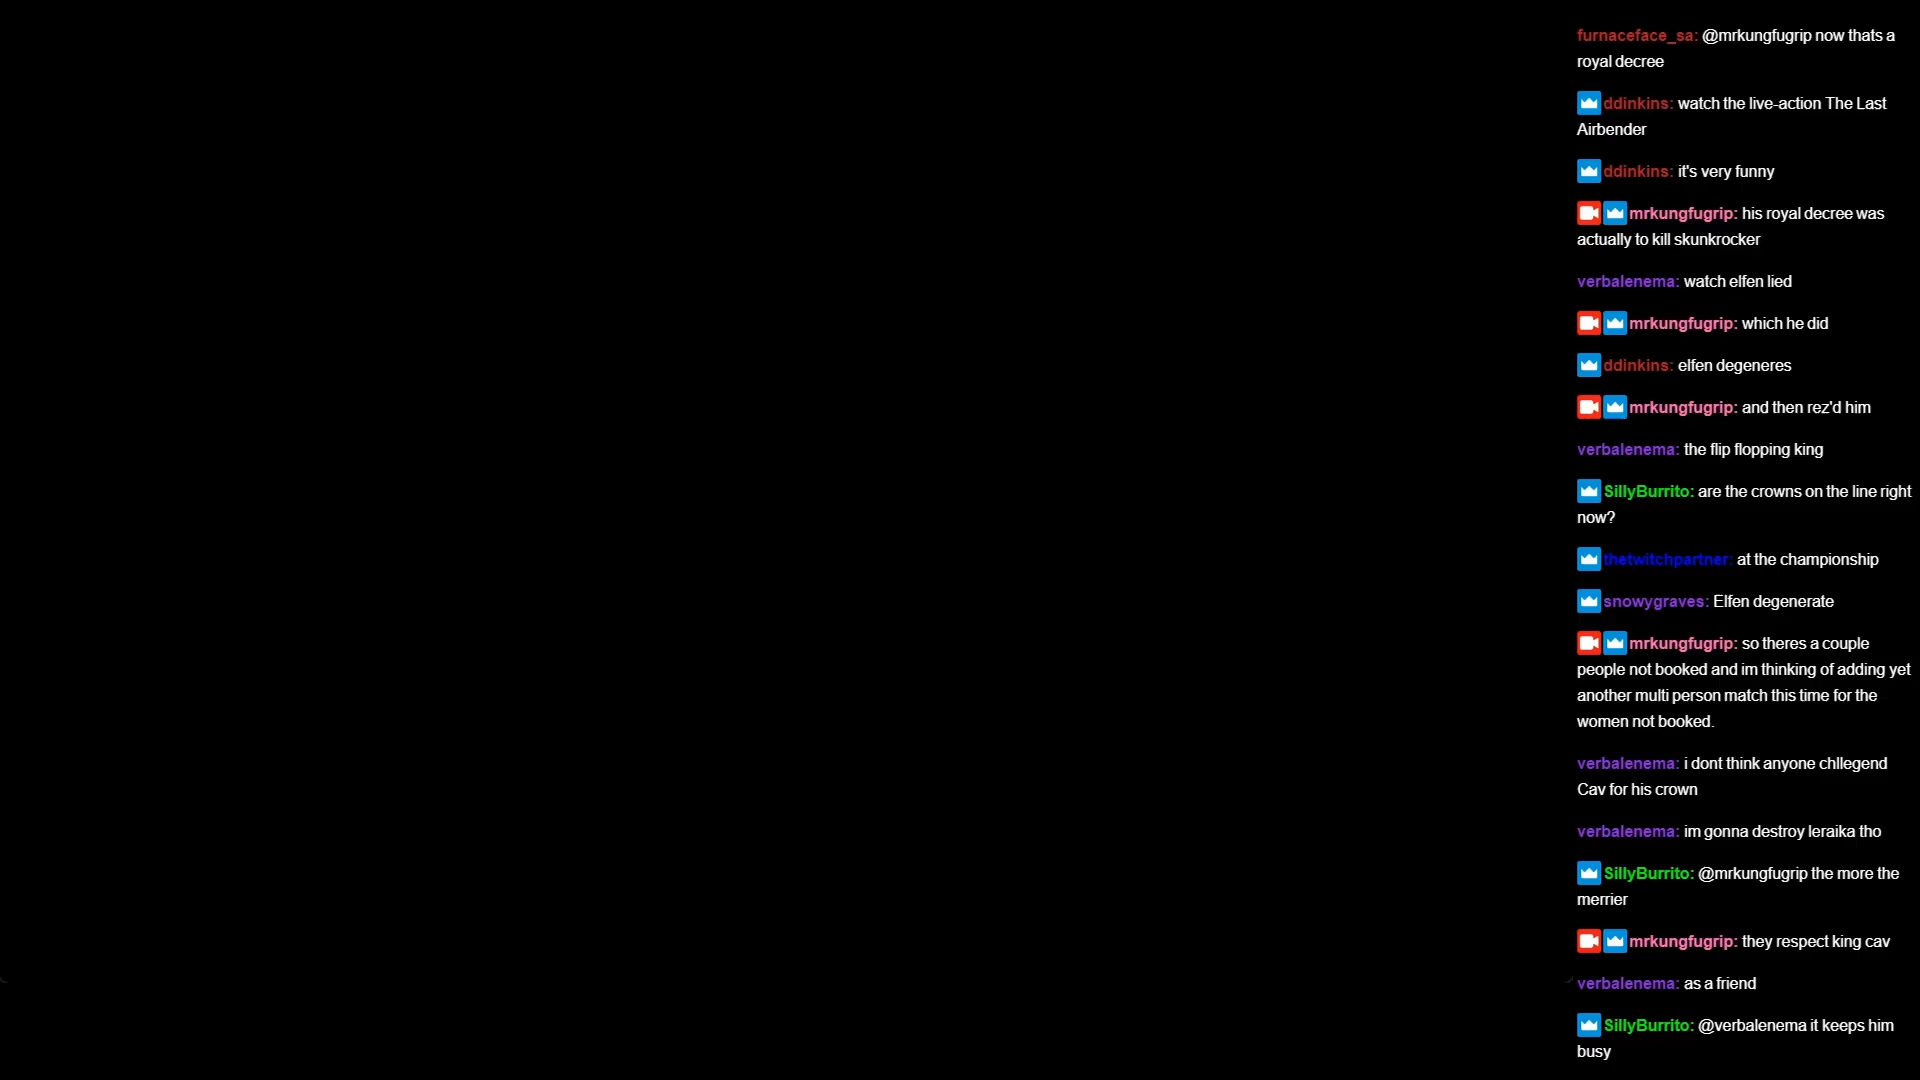 furnaceface_sa: @mrkungfugrip now thats a
royal decree
ddinkins: watch the live-action The Last
Airbender
ddinkins: it's very funny
mrkungfugrip: his royal decree was
actually to kill skunkrocker
verbalenema: watch elfen lied
mrkungfugrip: which he did
ddinkins: elfen degeneres
mrkungfugrip: and then rez'd him
verbalenema: the flip flopping king
SillyBurrito: are the crowns on the line right
now?
thetwitchpartner: at the championship
snowygraves: Elfen degenerate
mrkungfugrip: so theres a couple
people not booked and im thinking of adding yet
another multi person match this time for the
women not booked.
verbalenema: i dont think anyone chllegend
Cav for his crown
verbalenema: im gonna destroy leraika tho
SillyBurrito: @mrkungfugrip the more the
merrier
mrkungfugrip: they respect king cav
verbalenema: as a friend
SillyBurrito: @verbalenema it keeps him
busy